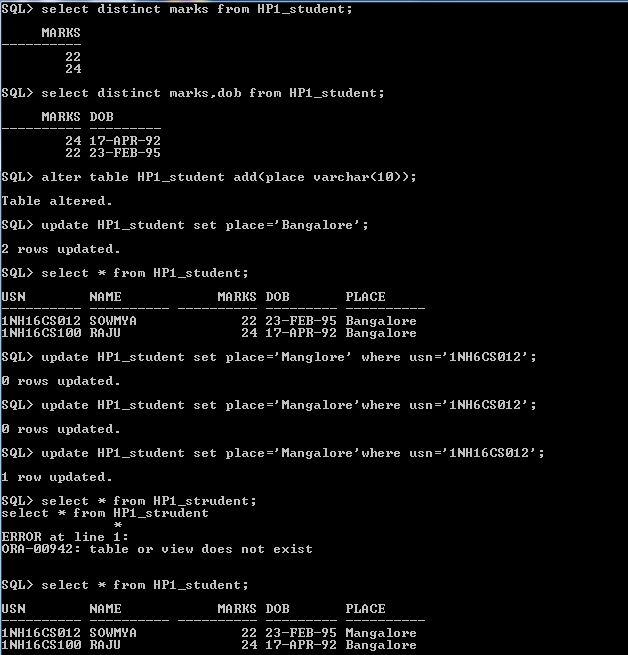 SQL> select distinct marks from HP1_student;
MARKS
----------
22
24
SQL> select distinct marks,dob from HP1_student;
MARKS DOB
---------- ---------
24 17-APR-92
22 23-FEB-95
SQL> alter table HP1_student add(place varchar(10));
Table altered.
SQL> update HP1_student set place='Bangalore';
2 rows updated.
SQL> select * from HP1_student;
USN NAME MARKS DOB PLACE
---------- ---------- ---------- --------- ----------
1NH16CS012 SOWMYA 22 23-FEB-95 Bangalore
1NH16CS100 RAJU 24 17-APR-92 Bangalore
SQL> update HP1_student set place='Manglore' where usn='1NH6CS012';
0 rows updated.
SQL> update HP1_student set place='Mangalore'where usn='1NH6CS012';
0 rows updated.
SQL> update HP1_student set place='Mangalore'where usn='1NH16CS012';
1 row updated.
SQL> select * from HP1_strudent;
select * from HP1_strudent
*
ERROR at line 1:
ORA-00942: table or view does not exist
SQL> select * from HP1_student;
USN NAME MARKS DOB PLACE
---------- ---------- ---------- --------- ----------
1NH16CS012 SOWMYA 22 23-FEB-95 Mangalore
1NH16CS100 RAJU 24 17-APR-92 Bangalore